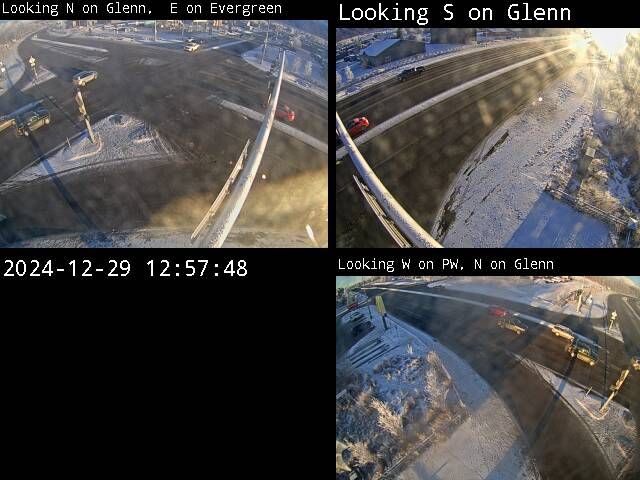 Looking N on Glenn,  E on Evergreen
Looking S on Glenn
2024-12-29 12:57:48
Looking W on PW, N on Glenn